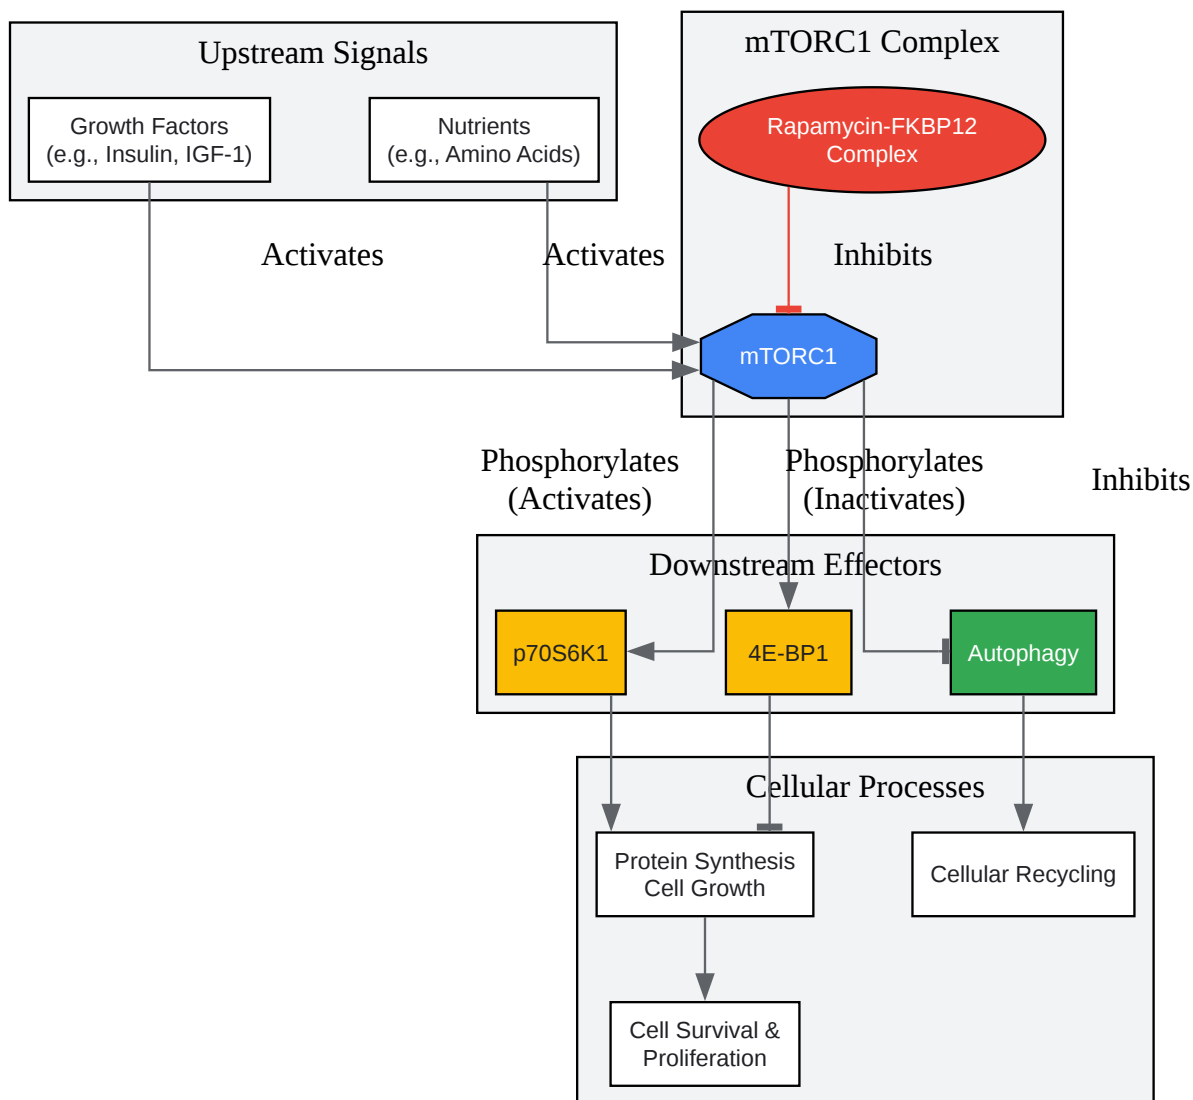 Upstream Signals
Growth Factors
(e.g., Insulin, IGF-1)
Nutrients
(e.g., Amino Acids)
mTORC1 Complex
Rapamycin-FKBP12
Complex
Activates
Activates
Inhibits
mTORC1
Phosphorylates
(Activates)
Phosphorylates
(Inactivates)
Inhibits
Downstream Effectors
p70S6K1
4E-BP1
Autophagy
Cellular Processes
Protein Synthesis
Cell Growth
Cellular Recycling
Cell Survival &
Proliferation